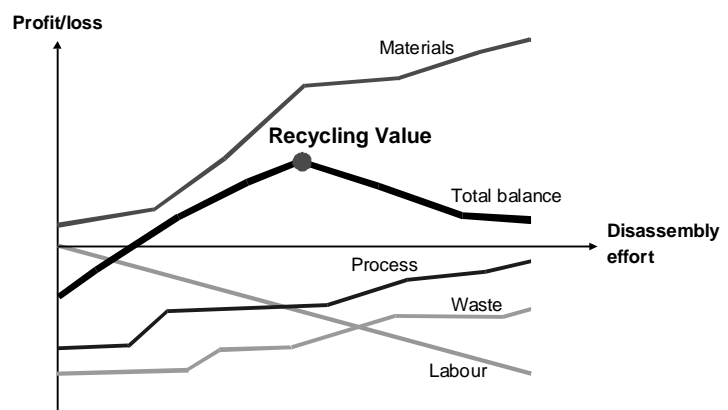 Profit/loss
Materials
Recycling Value
Total balance
Disassembly
effort
Process
Waste
Labour